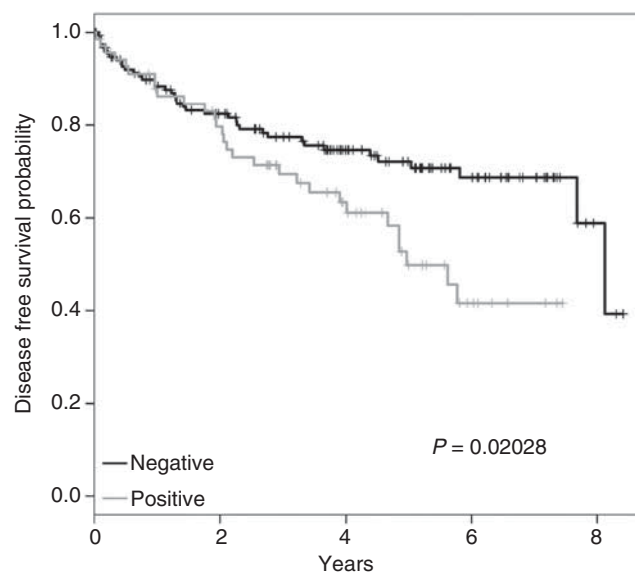 Disease free survival probability
1.0
0.8
0.6
0.4
0.2
0.0
P = 0.02028
Negative
Positive
0 2 4 6 8
Years